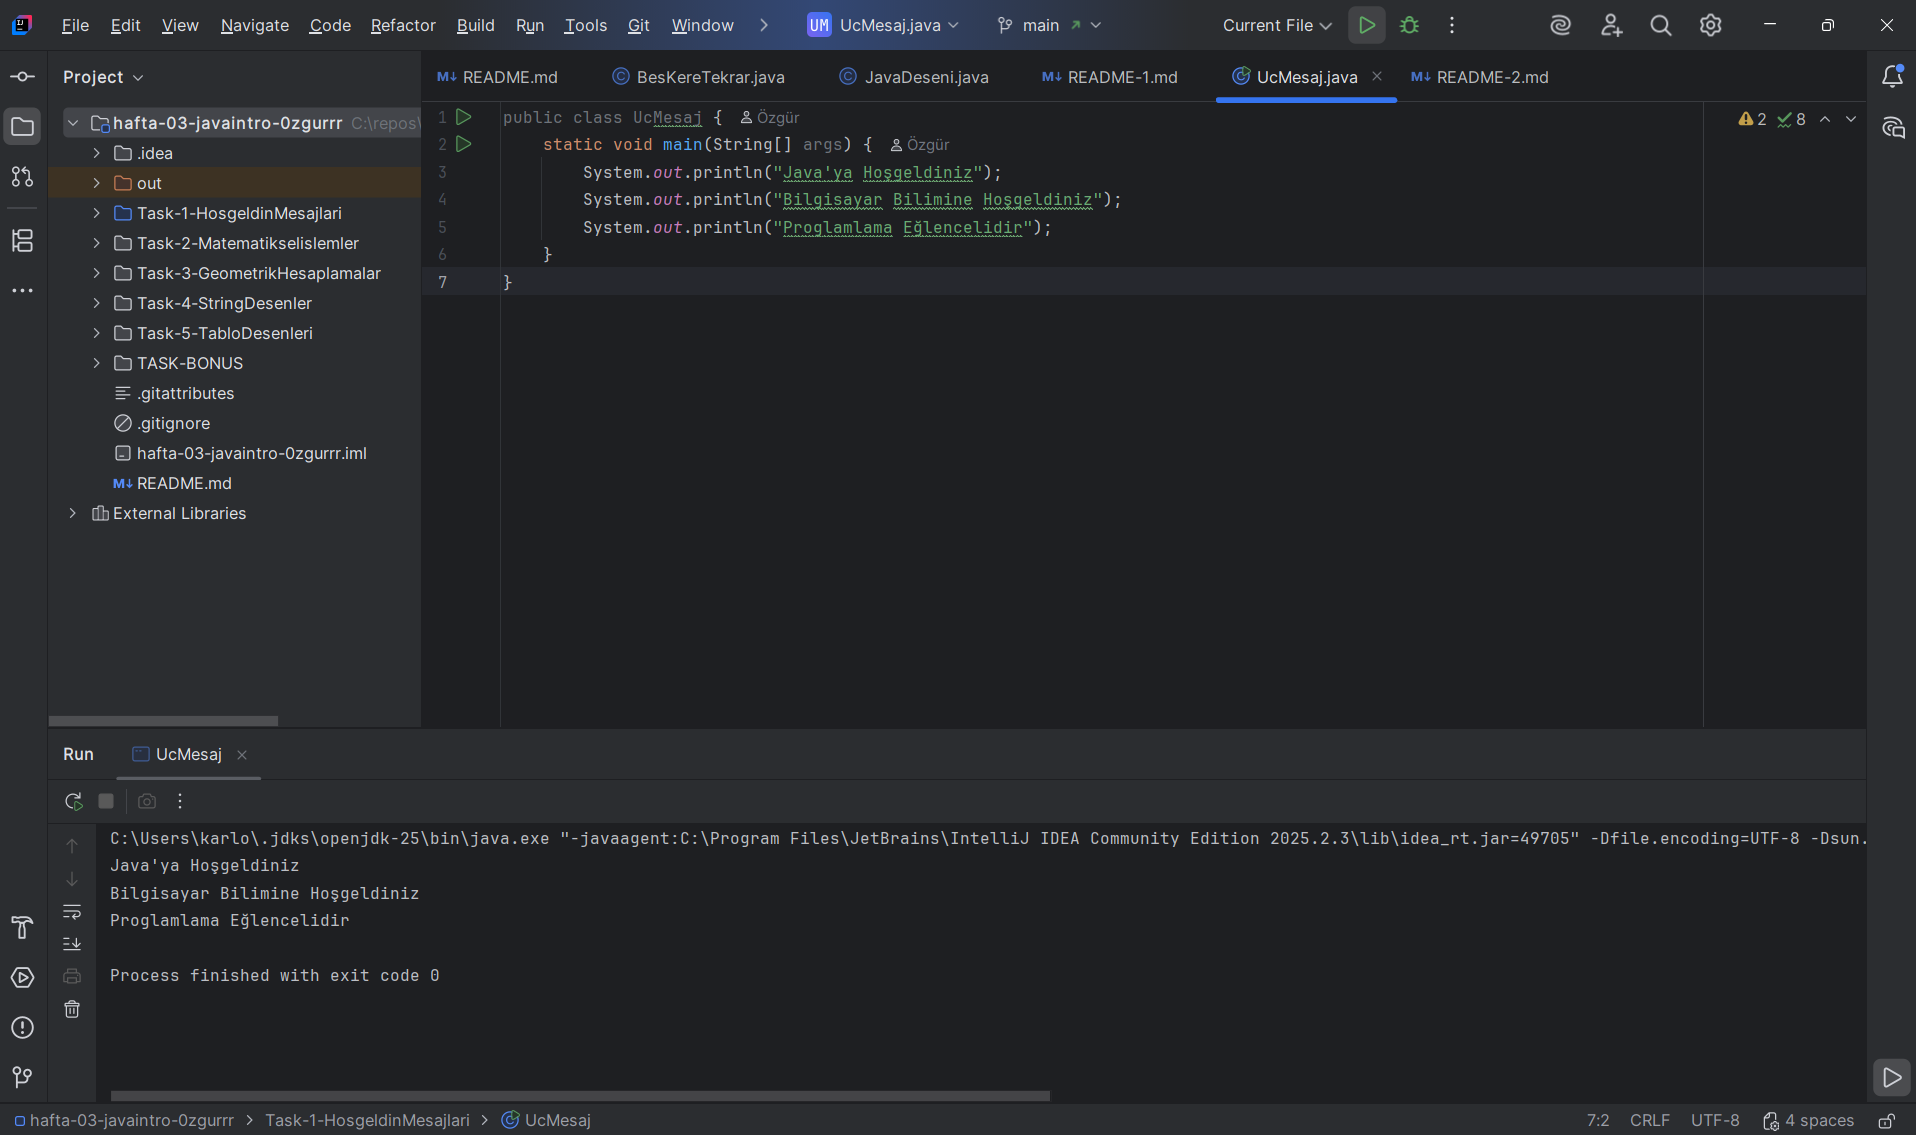 File Edit View Navigate Code Refactor Build Run Tools Git Window UM UcMesaj.java main Current File
Project
hafta-03-javaintro-0zgurrr C:\repos\
.idea
out
Task-1-HosgeldinMesajlari
Task-2-Matematikselislemler
Task-3-GeometrikHesaplamalar
Task-4-StringDesenler
Task-5-TabloDesenleri
TASK-BONUS
.gitattributes
.gitignore
hafta-03-javaintro-0zgurrr.iml
README.md
External Libraries
README.md BesKereTekrar.java JavaDeseni.java README-1.md UcMesaj.java README-2.md
1 public class UcMesaj { Özgür
2 static void main(String[] args) { Özgür
3 System.out.println("Java'ya Hoşgeldiniz");
4 System.out.println("Bilgisayar Bilimine Hoşgeldiniz");
5 System.out.println("Proglamlama Eğlencelidir");
6 }
7 }
2 8
Run UcMesaj
C:\Users\karlo\.jdks\openjdk-25\bin\java.exe "-javaagent:C:\Program Files\JetBrains\IntelliJ IDEA Community Edition 2025.2.3\lib\idea_rt.jar=49705" -Dfile.encoding=UTF-8 -Dsun.
Java'ya Hoşgeldiniz
Bilgisayar Bilimine Hoşgeldiniz
Proglamlama Eğlencelidir
Process finished with exit code 0
hafta-03-javaintro-0zgurrr > Task-1-HosgeldinMesajlari > UcMesaj 7:2 CRLF UTF-8 4 spaces